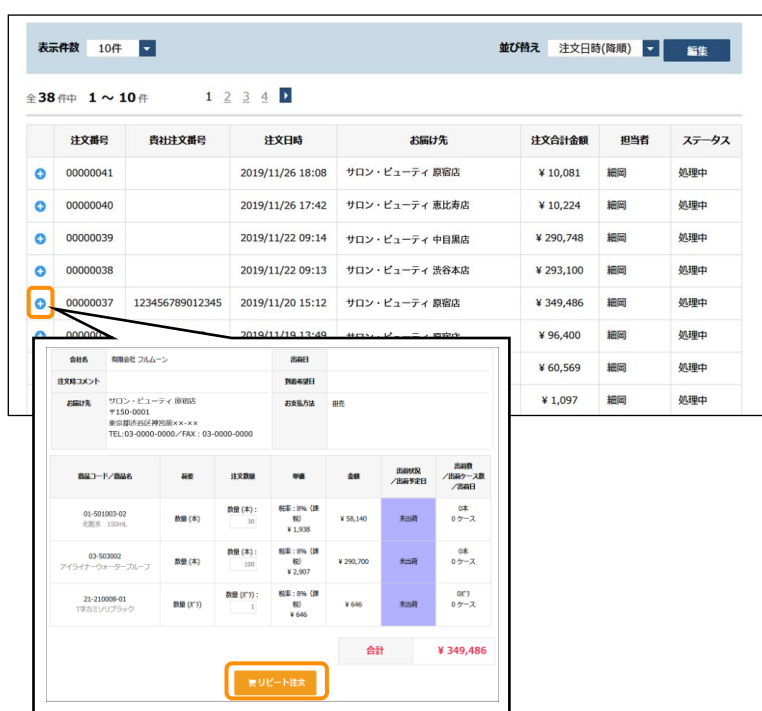 表示件数 10件 並び替え 注文日時(降順) 編集
全38件中 1 ～ 10件 1 2 3 4
注文番号 貴社注文番号 注文日時 お届け先 注文合計金額 担当者 ステータス
00000041 2019/11/26 18:08 サロン・ビューティ 原宿店 ¥ 10,081 細岡 処理中
00000040 2019/11/26 17:42 サロン・ビューティ 恵比寿店 ¥ 10,224 細岡 処理中
00000039 2019/11/22 09:14 サロン・ビューティ 中目黒店 ¥ 290,748 細岡 処理中
00000038 2019/11/22 09:13 サロン・ビューティ 渋谷本店 ¥ 293,100 細岡 処理中
00000037 123456789012345 2019/11/20 15:12 サロン・ビューティ 原宿店 ¥ 349,486 細岡 処理中
2019/11/19 13:49 サロン・ビューティ 原宿店 ¥ 96,400 細岡 処理中
¥ 60,569 細岡 処理中
¥ 1,097 細岡 処理中
会社名 有限会社 フルムーン 出荷日
注文時コメント 到着希望日
お届け先 サロン・ビューティ 原宿店 お支払方法 掛売
〒150-0001
東京都渋谷区神宮前××-××
TEL:03-0000-0000／FAX：03-0000-0000
商品コード／商品名 荷姿 注文数量 単価 金額 出荷状況 ／出荷予定日 出荷数 ／出荷ケース数 ／出荷日
01-501003-02 化粧水 150mL 数量 (本) 数量 (本)： 30 税率：8% (課税) ¥ 1,938 ¥ 58,140 未出荷 0本 0 ケース
03-503002 アイライナーウォータープルーフ 数量 (本) 数量 (本)： 100 税率：8% (課税) ¥ 2,907 ¥ 290,700 未出荷 0本 0 ケース
21-210008-01 T字カミソリブラック 数量 (ﾊﾟﾂ) 数量 (ﾊﾟﾂ)： 1 税率：8% (課税) ¥ 646 ¥ 646 未出荷 0ﾊﾟﾂ 0 ケース
合計 ¥ 349,486
リピート注文